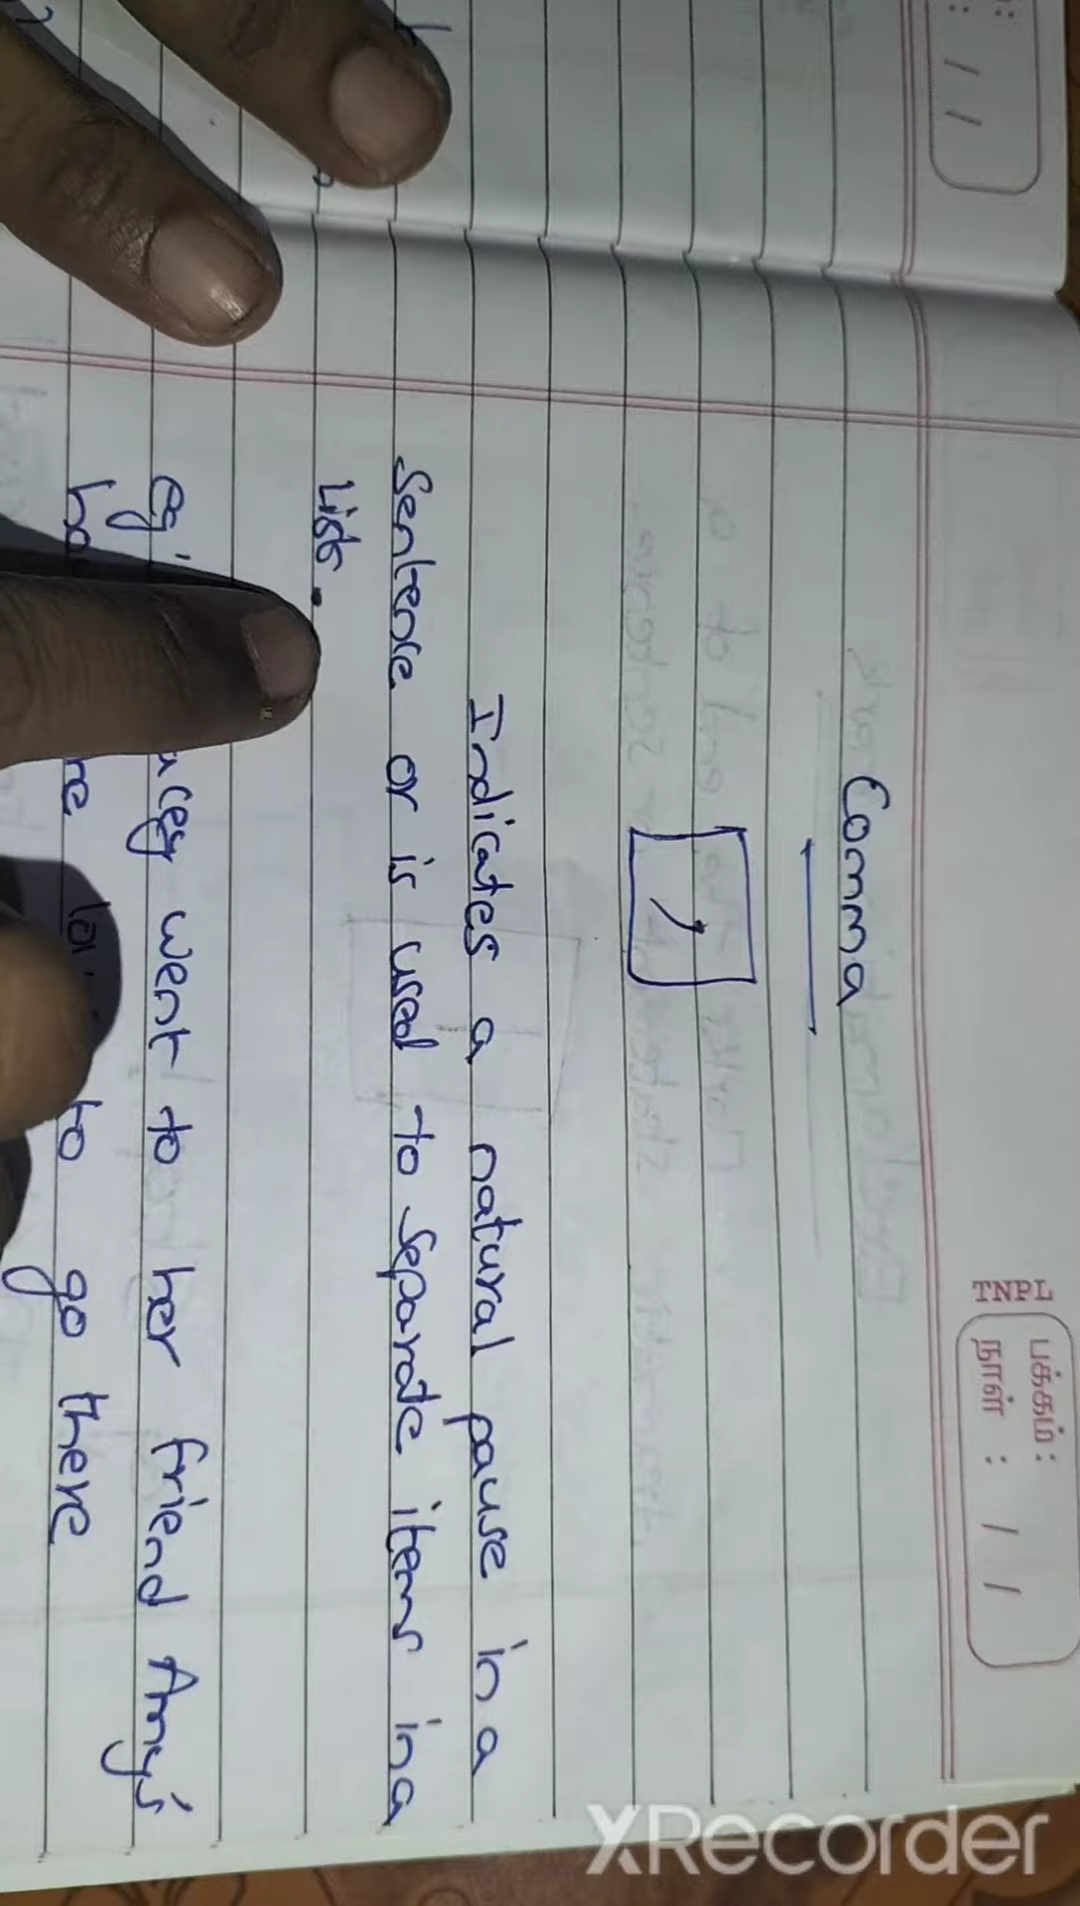 TNPL
பக்கம் :
நாள் : / /
Comma
,
Indicates a natural pause in a
sentence or is used to separate items in a
List.
eg: went to her friend Amy's
to go there
XRecorder